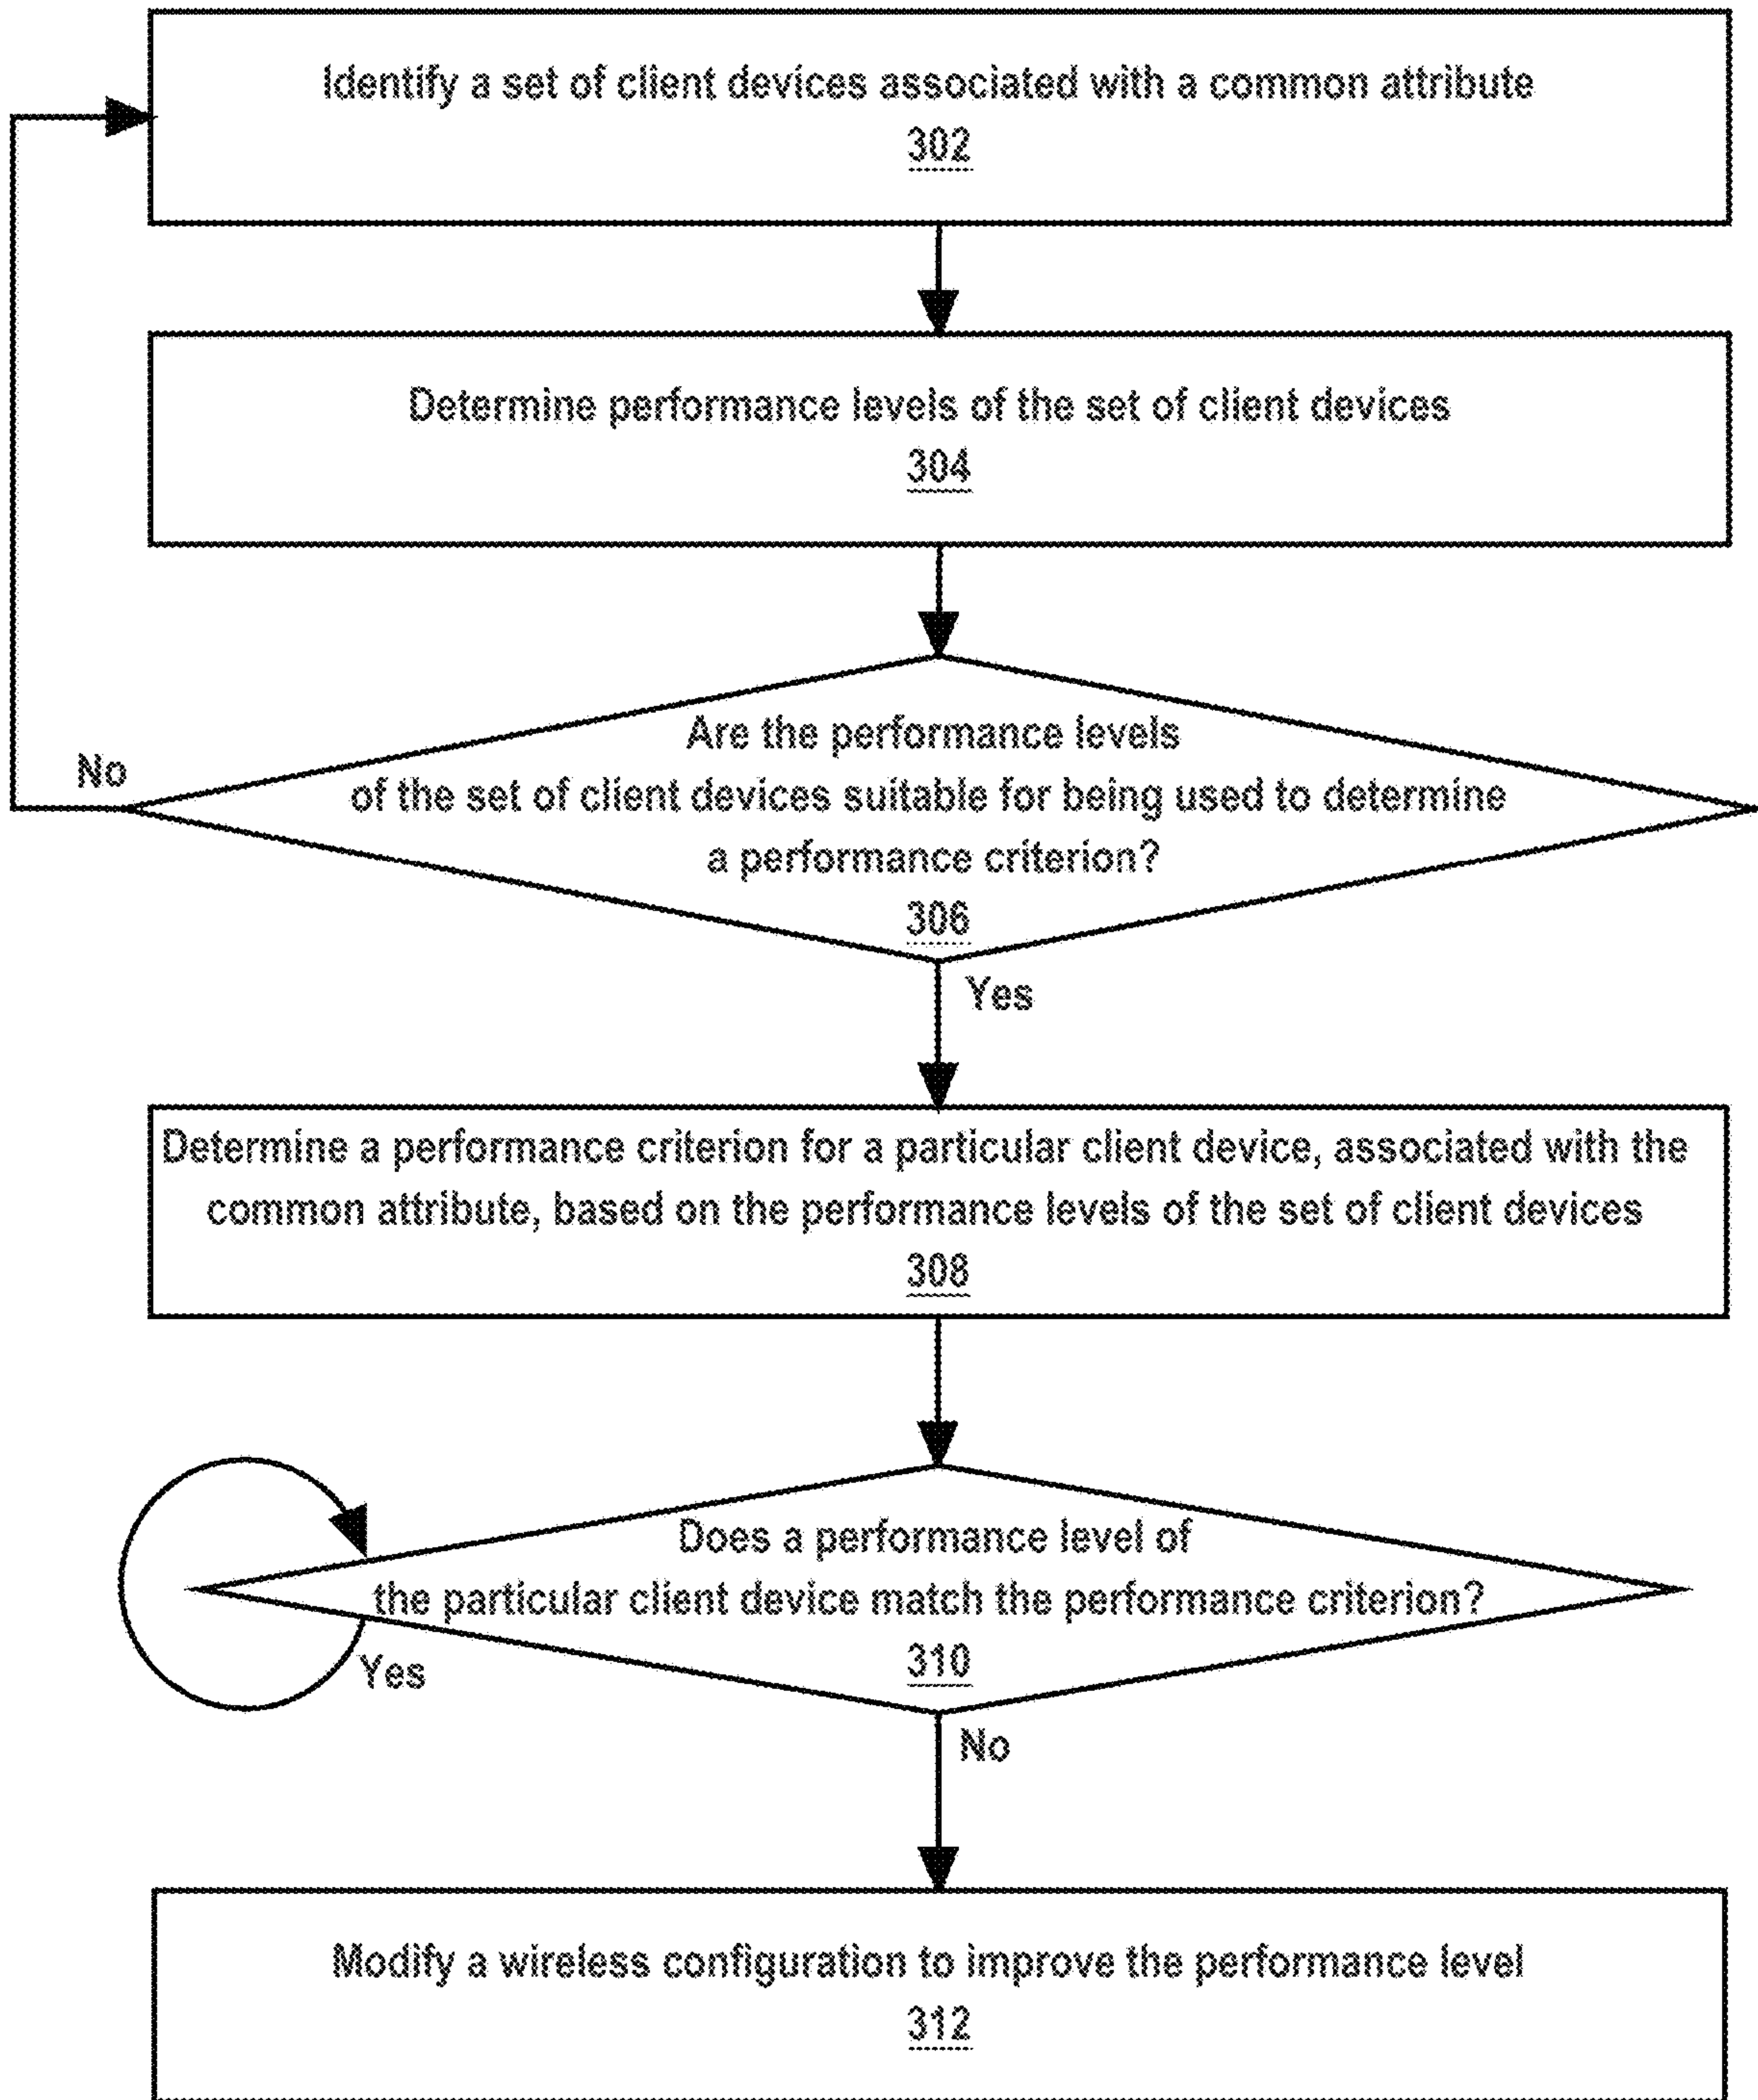 Identify a set of client devices associated with a common attribute
302
Determine performance levels of the set of client devices
304
Are the performance levels
of the set of client devices suitable for being used to determine
a performance criterion?
306
No
Yes
Determine a performance criterion for a particular client device, associated with the
common attribute, based on the performance levels of the set of client devices
308
Does a performance level of
the particular client device match the performance criterion?
310
Yes
No
Modify a wireless configuration to improve the performance level
312